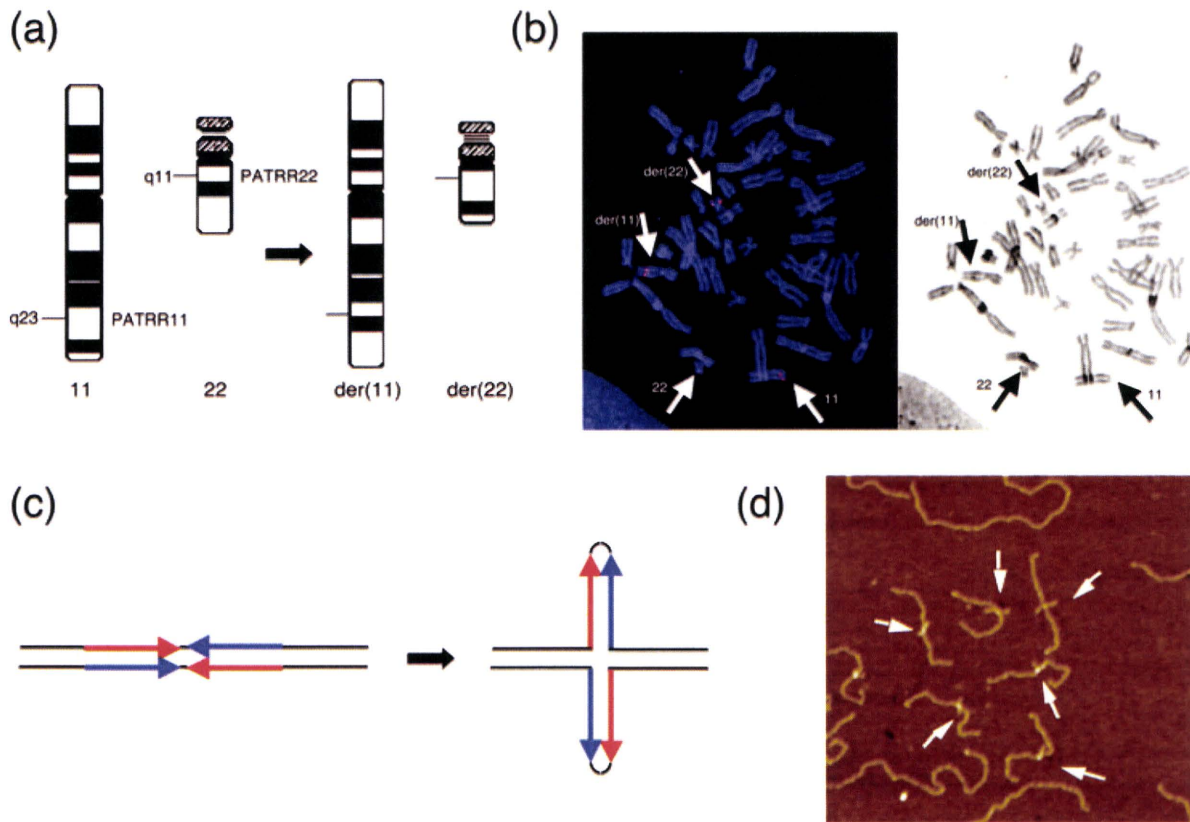 (a)
q11
PATRR22
q23
PATRR11
11
22
der(11)
der(22)
(b)
der(22)
der(11)
22
11
der(22)
der(11)
22
11
(c)
(d)